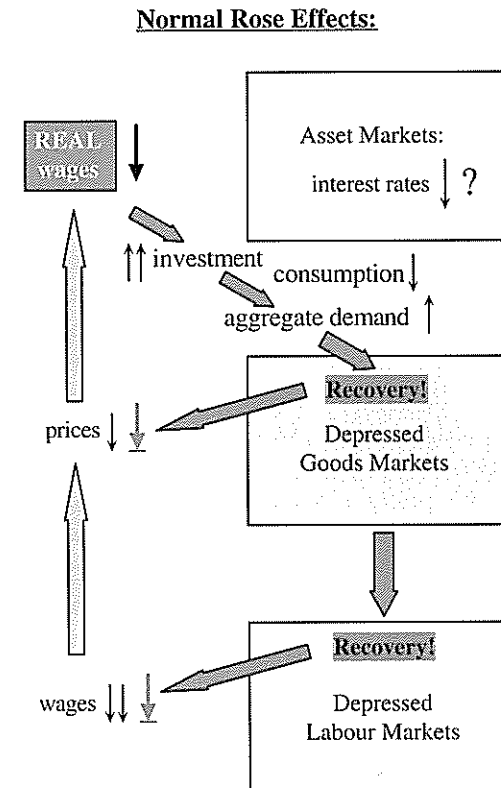 Normal Rose Effects:
REAL
wages
Asset Markets:
interest rates ↓ ?
↑↑ investment
consumption ↓
aggregate demand ↑
Recovery!
prices ↓ ↓
Depressed
Goods Markets
Recovery!
wages ↓↓ ↓
Depressed
Labour Markets